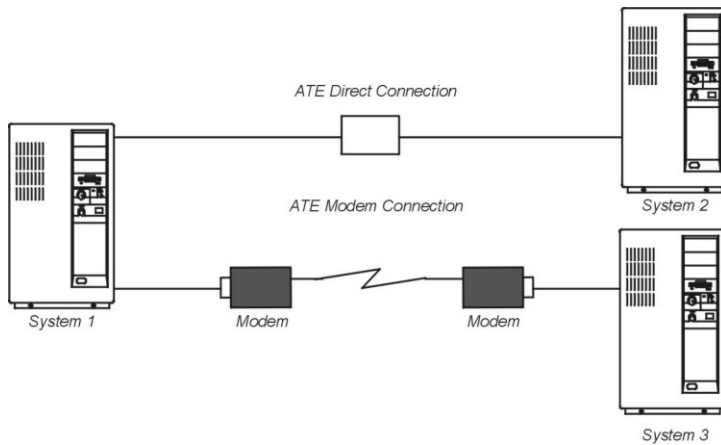 ATE Direct Connection
System 2
ATE Modem Connection
System 1
Modem
Modem
System 3